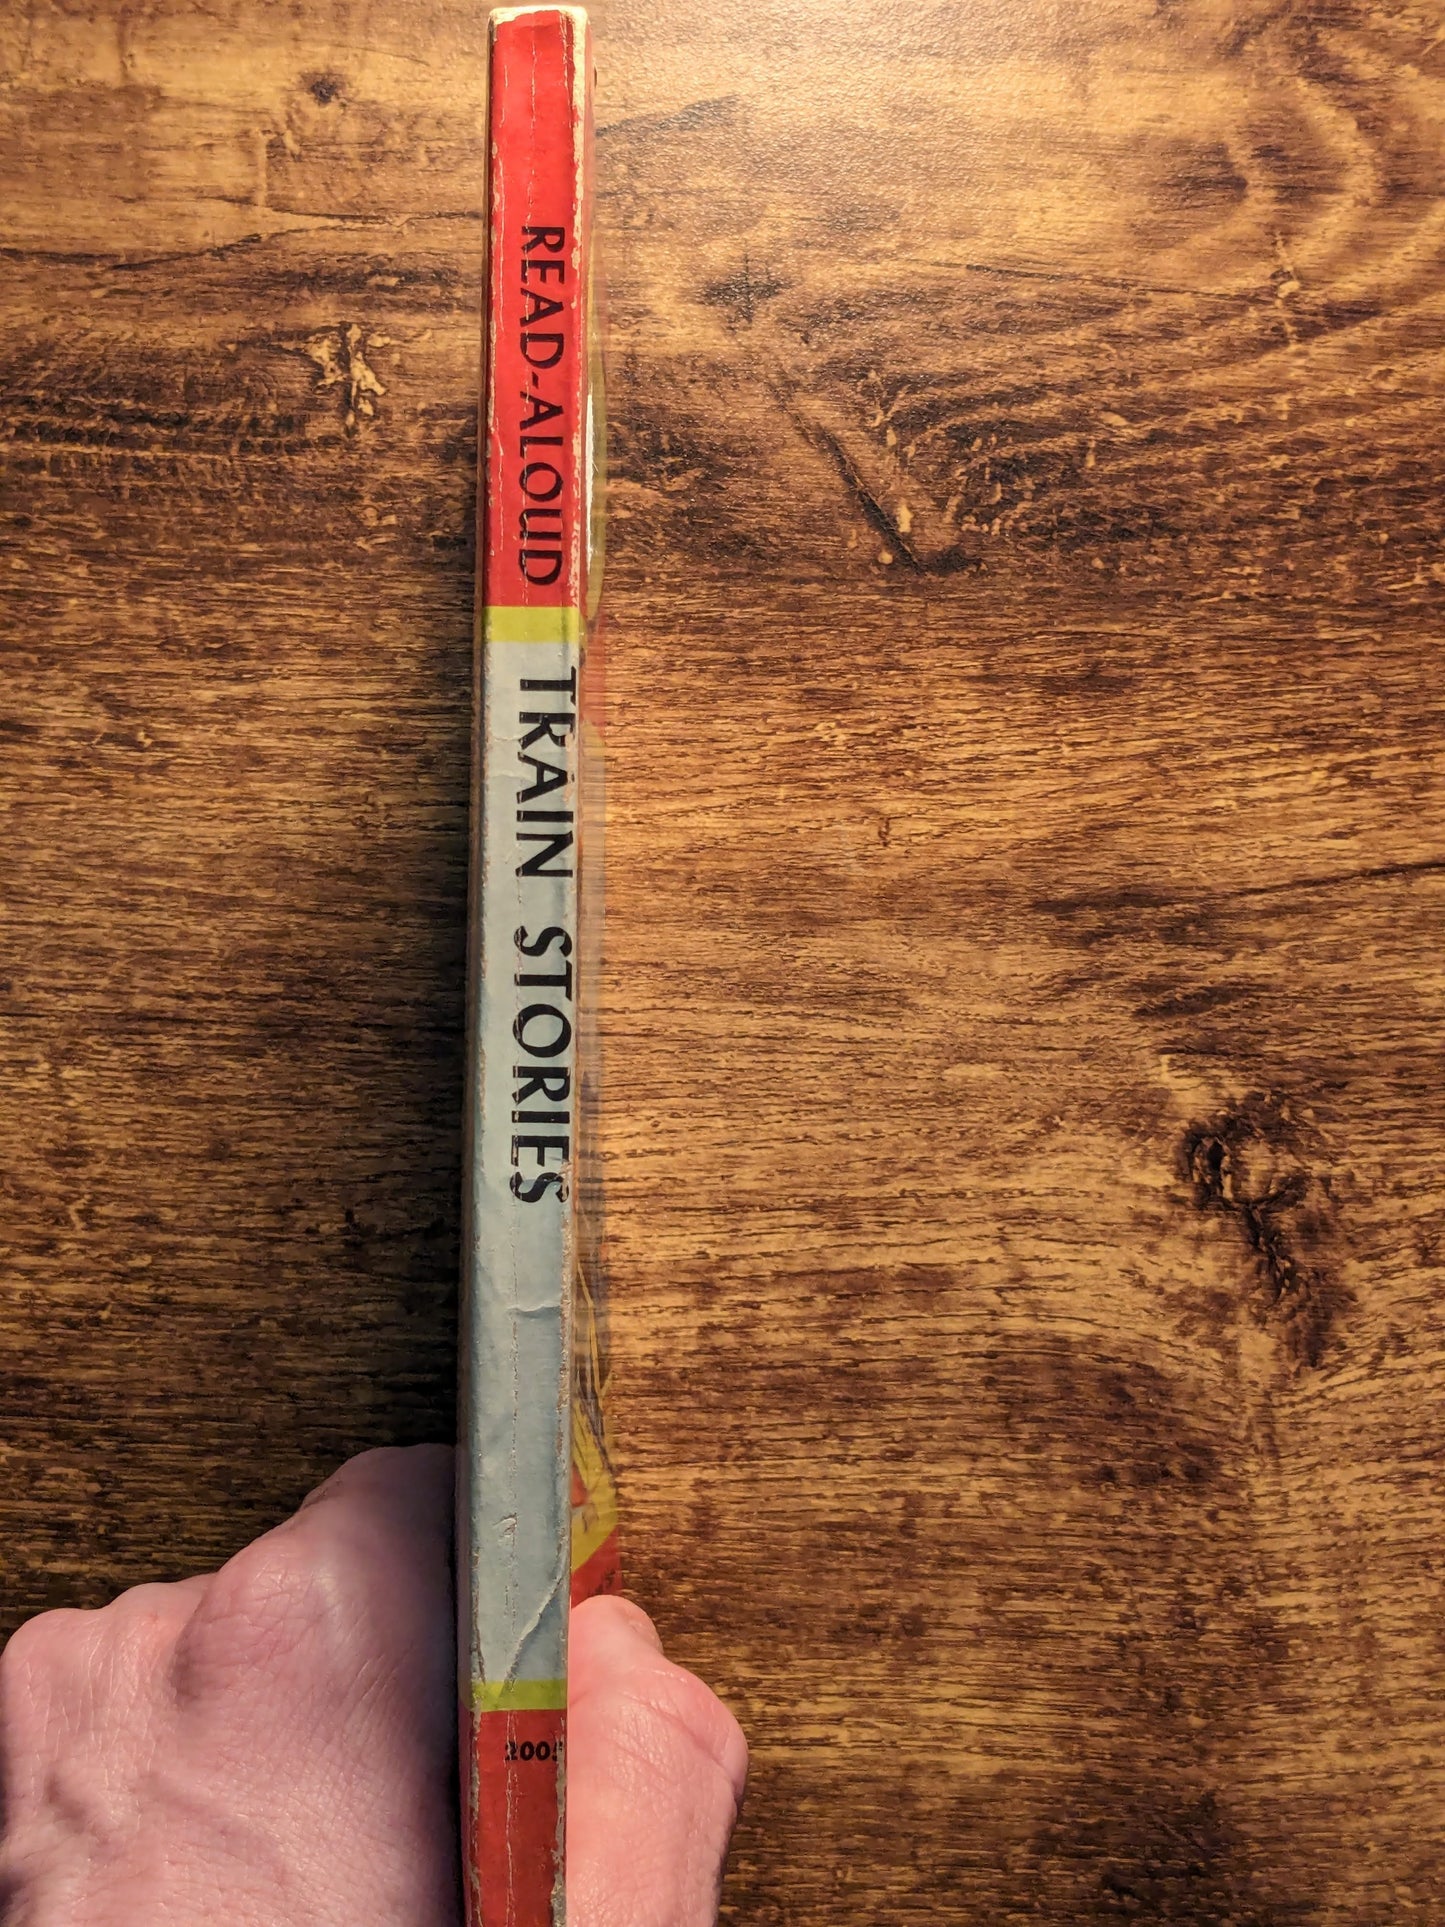 READ-ALOUD
TRAIN STORIES
2005